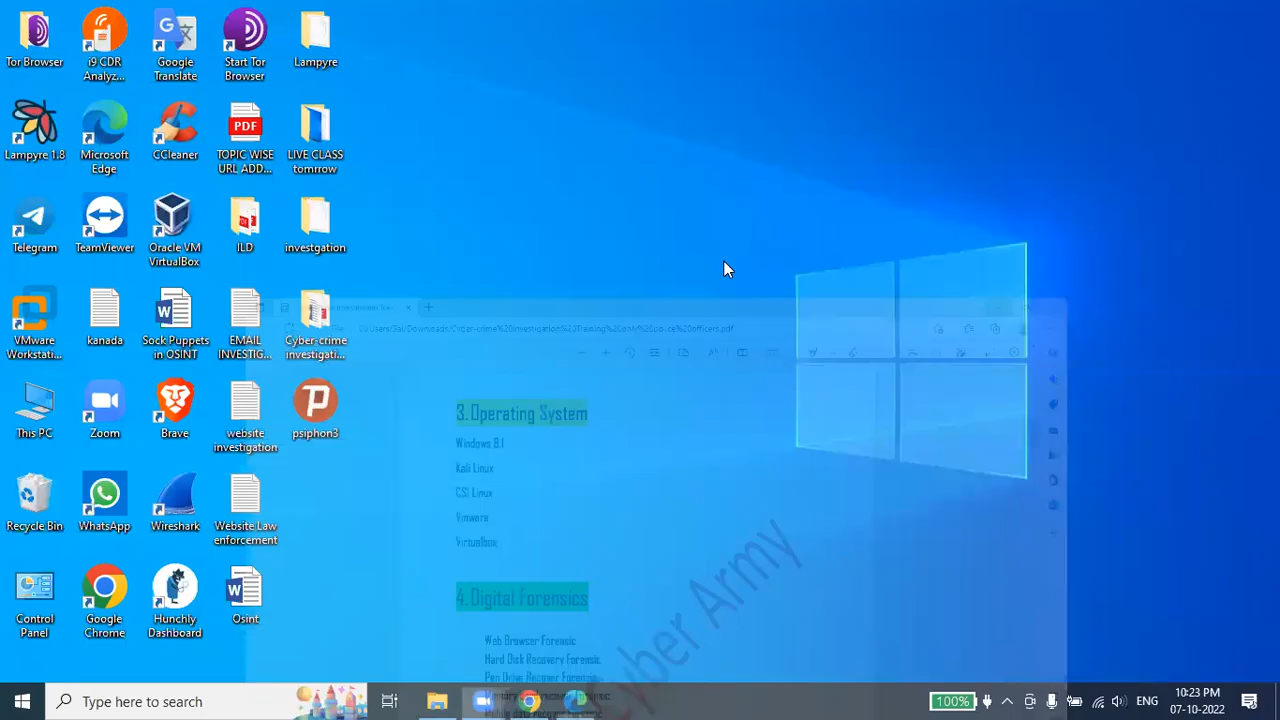 Tor Browser
i9 CDR
Analyz...
Google
Translate
Start Tor
Browser
Lampyre
Lampyre 1.8
Microsoft
Edge
CCleaner
PDF
TOPIC WISE
URL ADD...
LIVE CLASS
tomrrow
Telegram
TeamViewer
Oracle VM
VirtualBox
ILD
investgation
VMware
Workstati...
kanada
Sock Puppets
in OSINT
EMAIL
INVESTIG...
Cyber-crime
investigati...
This PC
Zoom
Brave
website
investigation
psiphon3
Recycle Bin
WhatsApp
Wireshark
Website Law
enforcement
Control
Panel
Google
Chrome
Hunchly
Dashboard
Osint
3. Operating System
Windows 8.1
Kali Linux
CSI Linux
Vmware
Virtualbox
4. Digital Forensics
Web Browser Forensic
Hard Disk Recovery Forensic
Pen Drive Recover Forensic
Cyber Army
Type here to search
100%
ENG
10:23 PM
07-10-2022